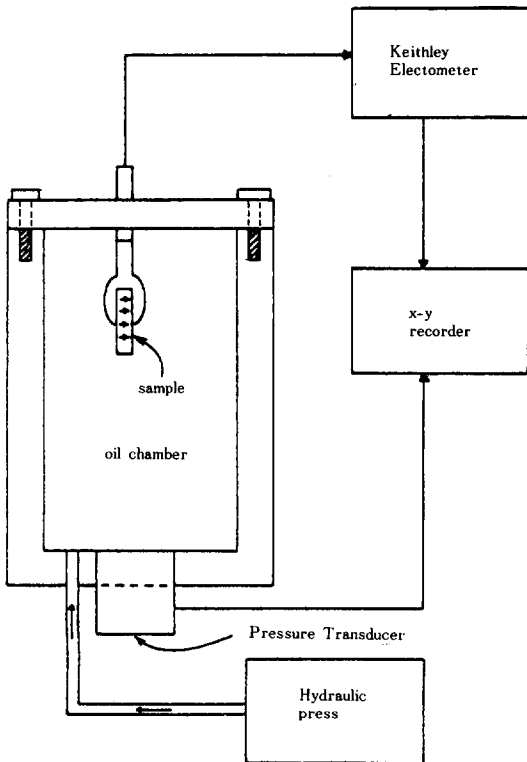 Keithley
Electometer
x-y
recorder
sample
oil chamber
Pressure Transducer
Hydraulic
press